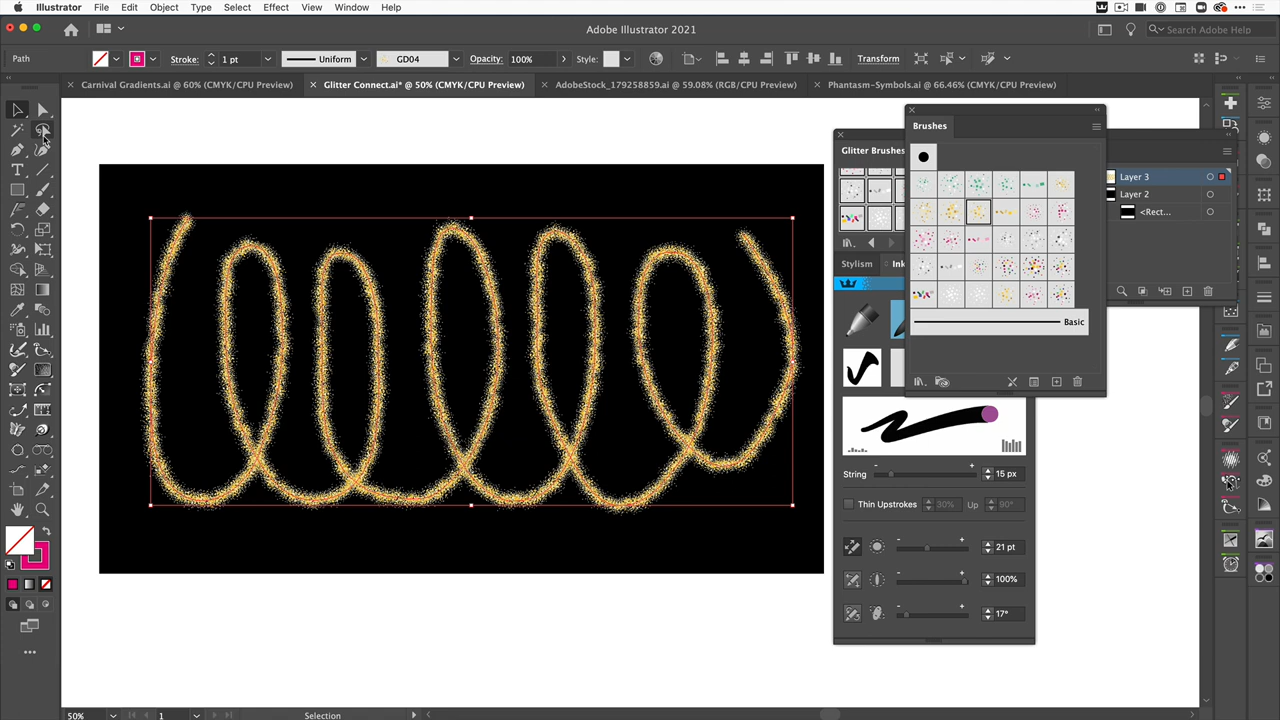 Illustrator File Edit Object Type Select Effect View Window Help
Adobe Illustrator 2021
Search Adobe Help
Path Stroke: 1 pt Uniform GD04 Opacity: 100% Style: Transform
Carnival Gradients.ai @ 60% (CMYK/CPU Preview) Glitter Connect.ai* @ 50% (CMYK/CPU Preview) AdobeStock_179258859.ai @ 59.08% (RGB/CPU Preview) Phantasm-Symbols.ai @ 66.46% (CMYK/CPU Preview)
Brushes
Glitter Brushes
Layer 3
Layer 2
<Rect...
Stylism Ink
Basic
String 15 px
Thin Upstrokes 30% Up 90°
21 pt
100%
17°
50% 1 Selection